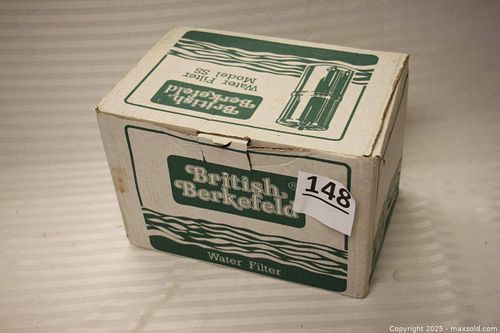 Water Filter
Model SS
British
Berkefeld
British
Berkefeld®
148
Water Filter
Copyright 2025 - maxsold.com